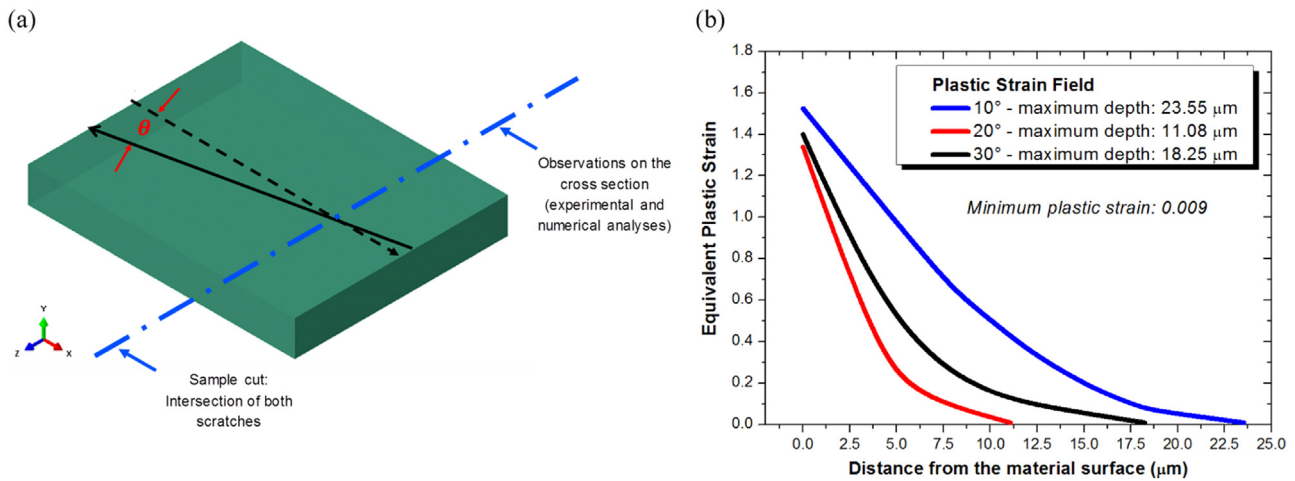 (a)
θ
Observations on the
cross section
(experimental and
numerical analyses)
Y
Z
X
Sample cut:
Intersection of both
scratches
(b)
Equivalent Plastic Strain
1.8
1.6
1.4
1.2
1.0
0.8
0.6
0.4
0.2
0.0
Plastic Strain Field
10° - maximum depth: 23.55 μm
20° - maximum depth: 11.08 μm
30° - maximum depth: 18.25 μm
Minimum plastic strain: 0.009
0.0 2.5 5.0 7.5 10.0 12.5 15.0 17.5 20.0 22.5 25.0
Distance from the material surface (μm)